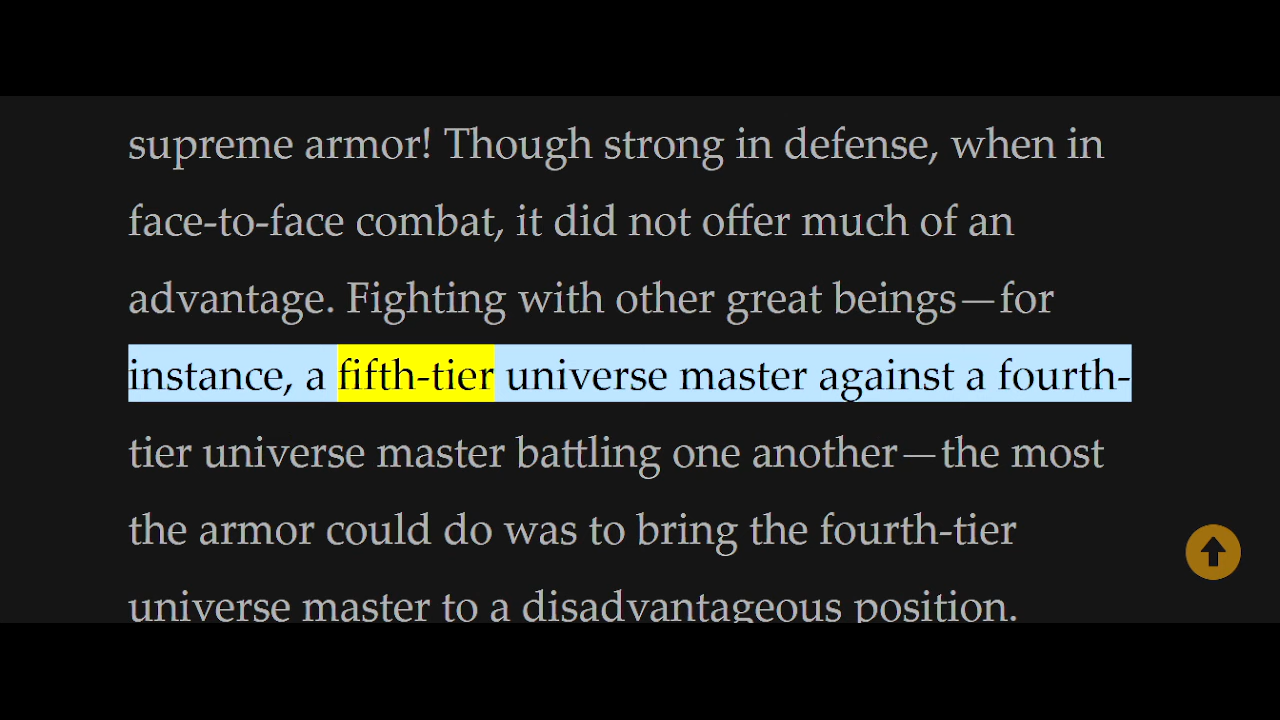 supreme armor! Though strong in defense, when in
face-to-face combat, it did not offer much of an
advantage. Fighting with other great beings—for
instance, a fifth-tier universe master against a fourth-
tier universe master battling one another—the most
the armor could do was to bring the fourth-tier
universe master to a disadvantageous position.